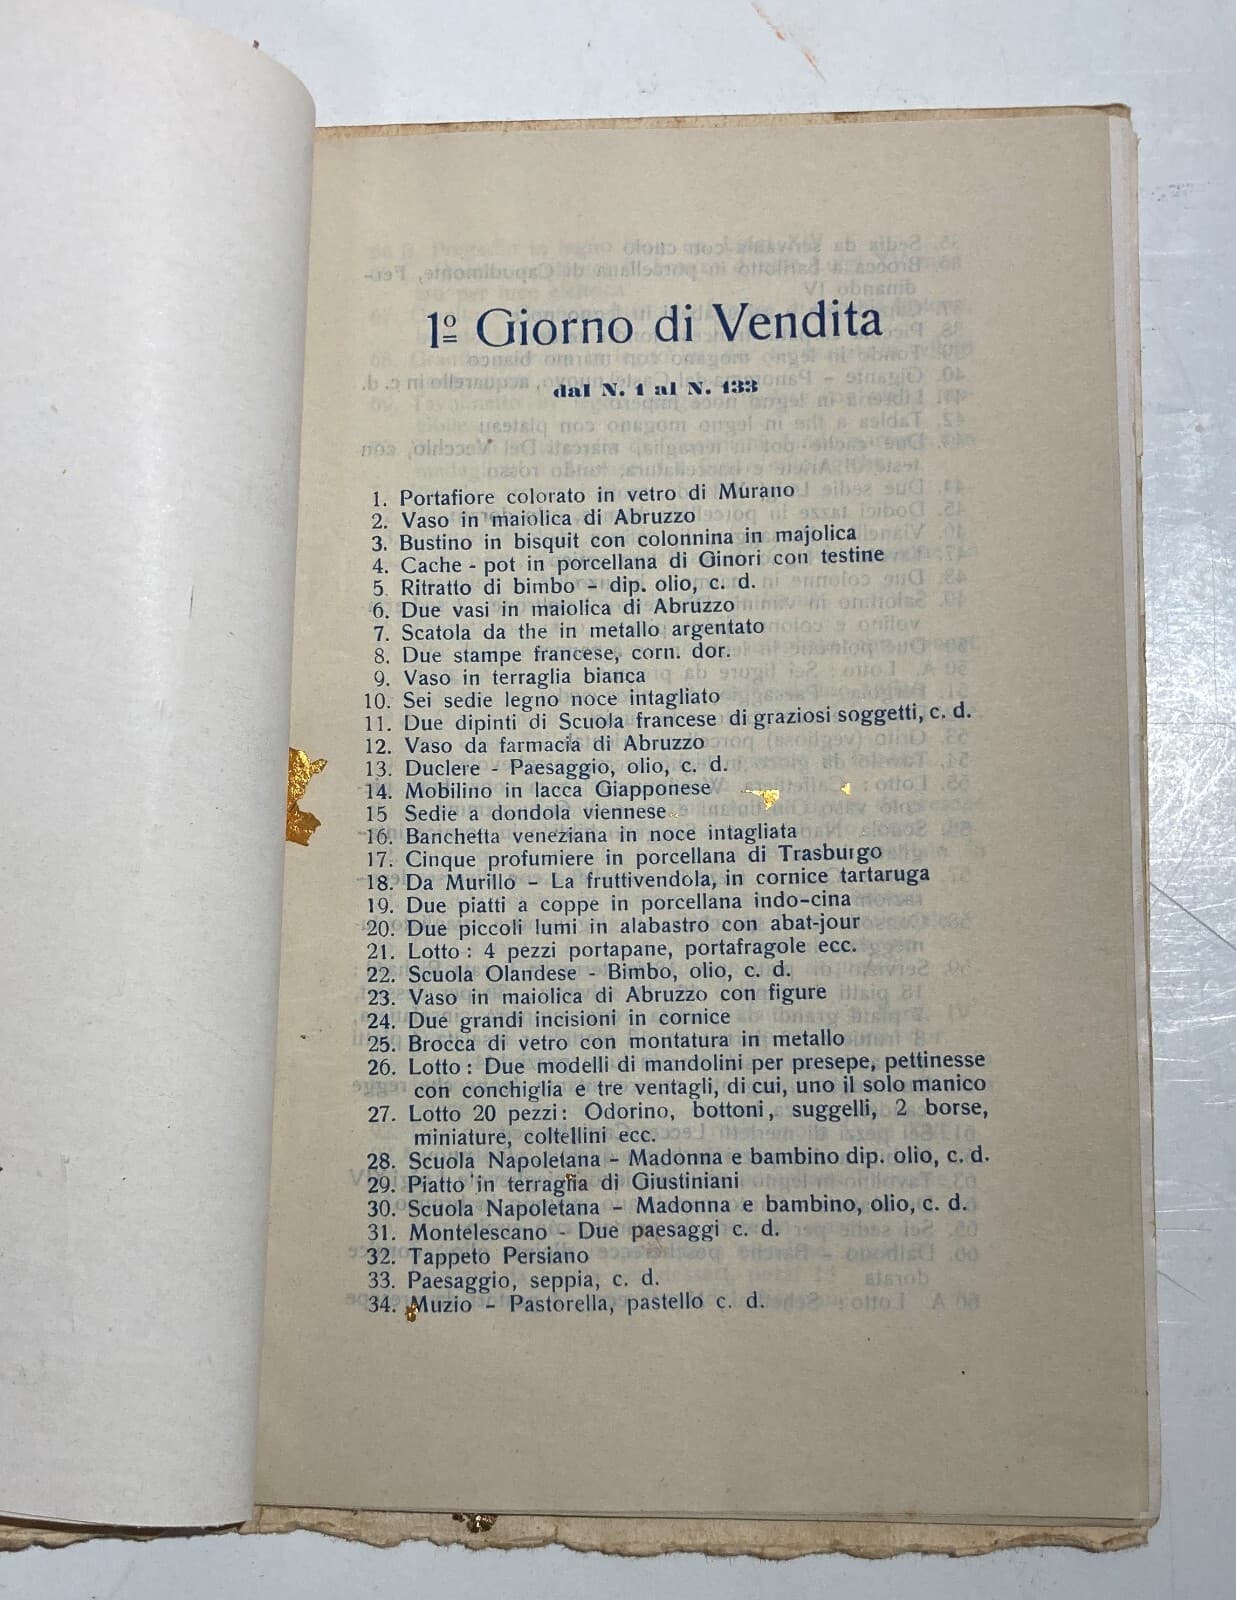 1º Giorno di Vendita
dal N. 1 al N. 133
1. Portafiore colorato in vetro di Murano
2. Vaso in maiolica di Abruzzo
3. Bustino in bisquit con colonnina in majolica
4. Cache - pot in porcellana di Ginori con testine
5. Ritratto di bimbo - dip. olio, c. d.
6. Due vasi in maiolica di Abruzzo
7. Scatola da the in metallo argentato
8. Due stampe francese, corn. dor.
9. Vaso in terraglia bianca
10. Sei sedie legno noce intagliato
11. Due dipinti di Scuola francese di graziosi soggetti, c. d.
12. Vaso da farmacia di Abruzzo
13. Duclere - Paesaggio, olio, c. d.
14. Mobilino in lacca Giapponese
15 Sedie a dondola viennese
16. Banchetta veneziana in noce intagliata
17. Cinque profumiere in porcellana di Trasburgo
18. Da Murillo - La fruttivendola, in cornice tartaruga
19. Due piatti a coppe in porcellana indo-cina
20. Due piccoli lumi in alabastro con abat-jour
21. Lotto : 4 pezzi portapane, portafragole ecc.
22. Scuola Olandese - Bimbo, olio, c. d.
23. Vaso in maiolica di Abruzzo con figure
24. Due grandi incisioni in cornice
25. Brocca di vetro con montatura in metallo
26. Lotto : Due modelli di mandolini per presepe, pettinesse
con conchiglia e tre ventagli, di cui, uno il solo manico
27. Lotto 20 pezzi : Odorino, bottoni, suggelli, 2 borse,
miniature, coltellini ecc.
28. Scuola Napoletana - Madonna e bambino dip. olio, c. d.
29. Piatto in terraglia di Giustiniani
30. Scuola Napoletana - Madonna e bambino, olio, c. d.
31. Montelescano - Due paesaggi c. d.
32. Tappeto Persiano
33. Paesaggio, seppia, c. d.
34. Muzio - Pastorella, pastello c. d.